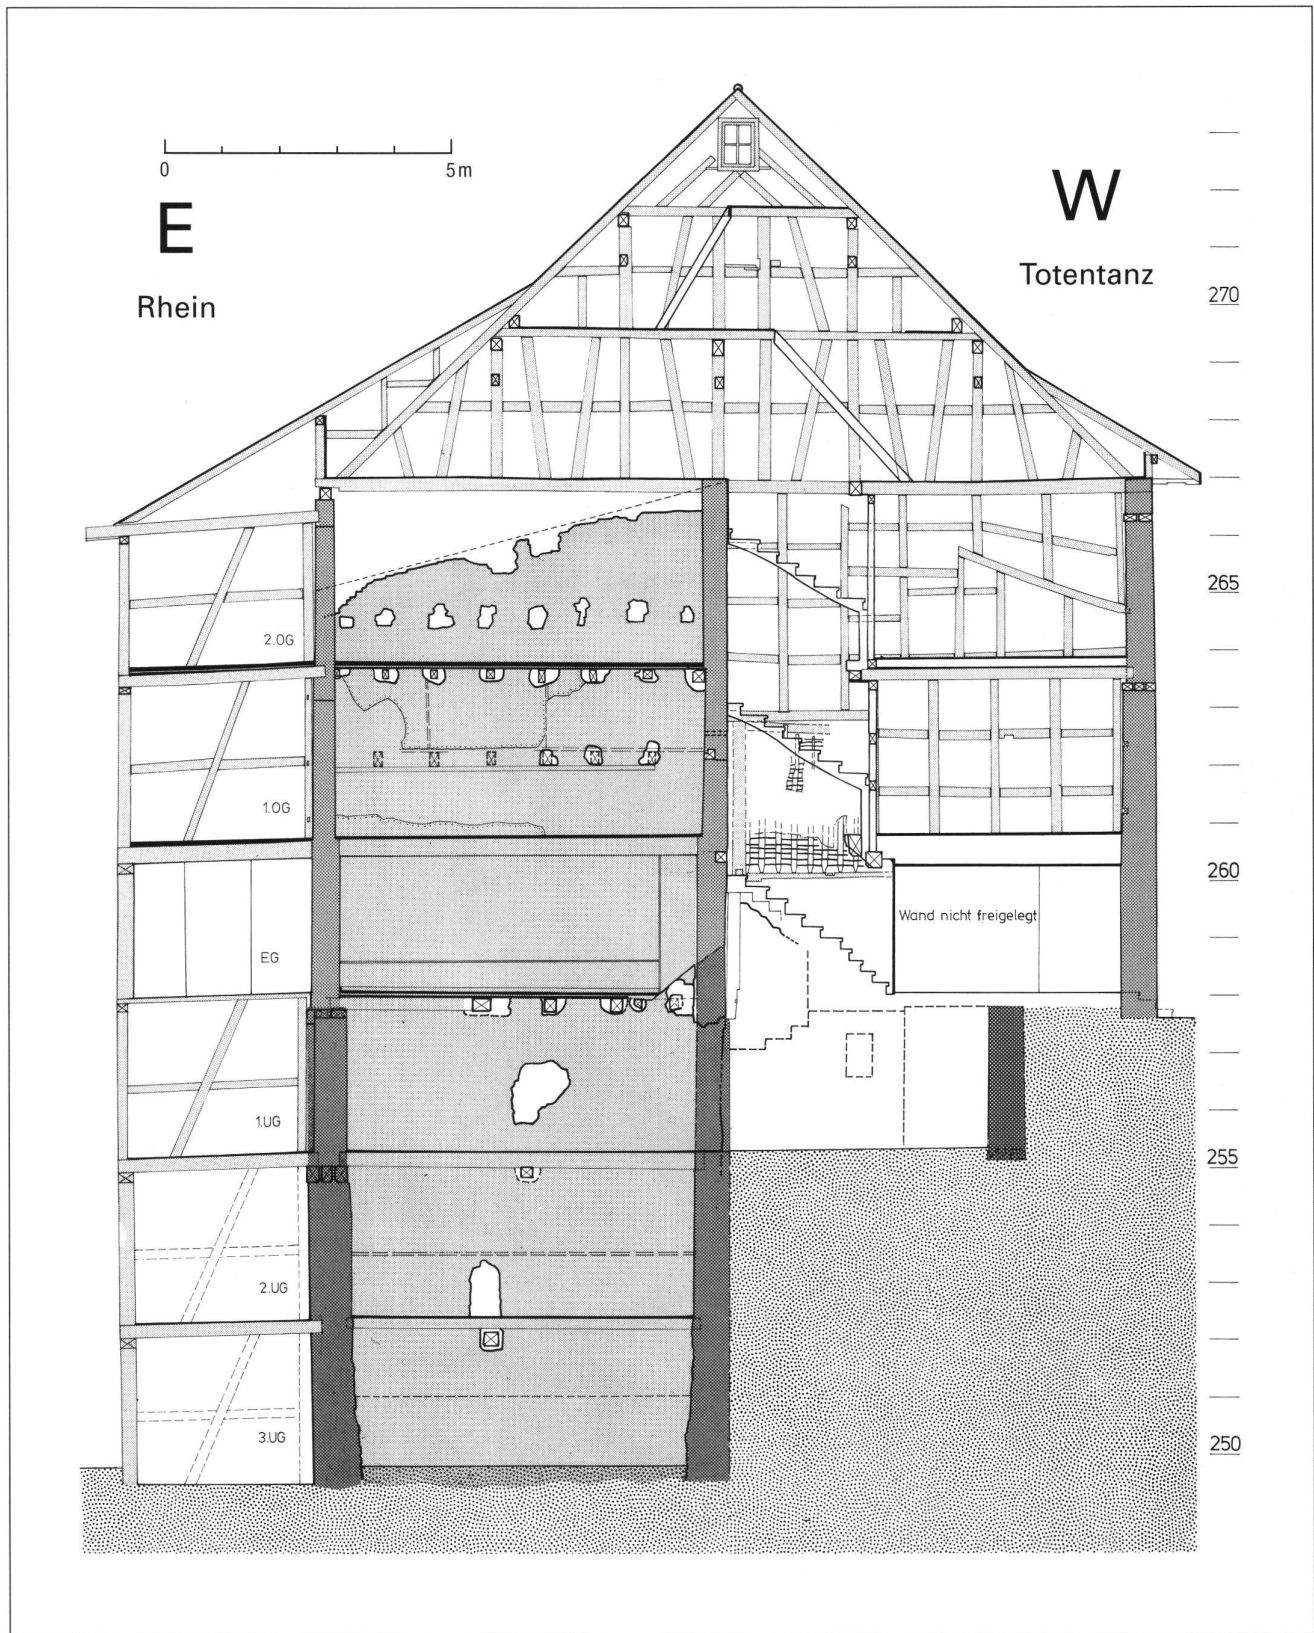 0 5m
E
Rhein
W
Totentanz
270
265
2.OG
1.OG
260
Wand nicht freigelegt
EG
1.UG
255
2.UG
3.UG
250